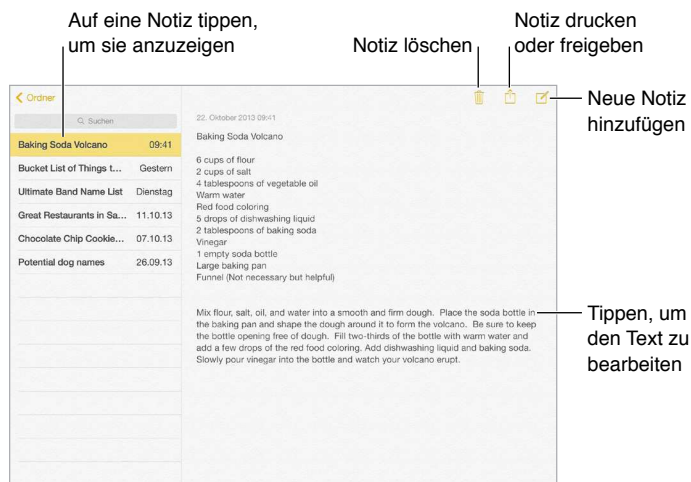 Auf eine Notiz tippen,
um sie anzuzeigen
Notiz löschen
Notiz drucken
oder freigeben
Neue Notiz
hinzufügen
Ordner
Suchen
Baking Soda Volcano 09:41
Bucket List of Things t... Gestern
Ultimate Band Name List Dienstag
Great Restaurants in Sa... 11.10.13
Chocolate Chip Cookie... 07.10.13
Potential dog names 26.09.13
22. Oktober 2013 09:41
Baking Soda Volcano
6 cups of flour
2 cups of salt
4 tablespoons of vegetable oil
Warm water
Red food coloring
5 drops of dishwashing liquid
2 tablespoons of baking soda
Vinegar
1 empty soda bottle
Large baking pan
Funnel (Not necessary but helpful)
Mix flour, salt, oil, and water into a smooth and firm dough. Place the soda bottle in
the baking pan and shape the dough around it to form the volcano. Be sure to keep
the bottle opening free of dough. Fill two-thirds of the bottle with warm water and
add a few drops of the red food coloring. Add dishwashing liquid and baking soda.
Slowly pour vinegar into the bottle and watch your volcano erupt.
Tippen, um
den Text zu
bearbeiten